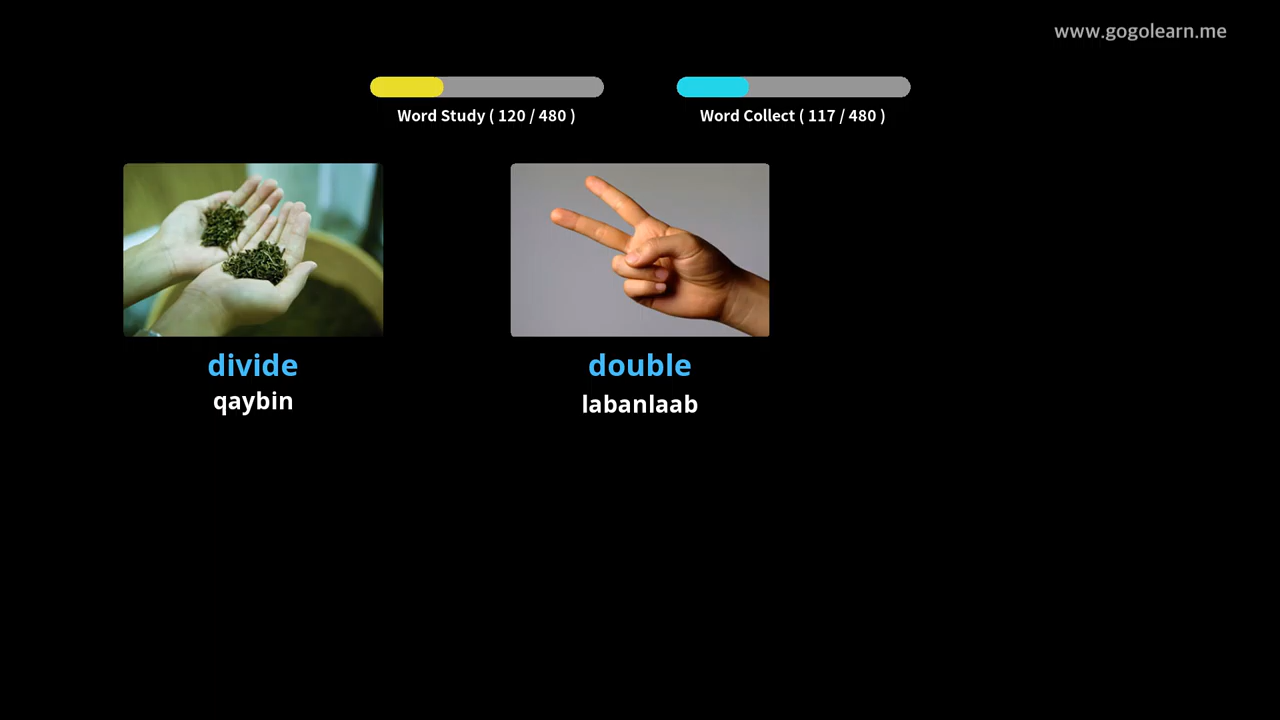 www.gogolearn.me
Word Study ( 120 / 480 )
Word Collect ( 117 / 480 )
divide
qaybin
double
labanlaab